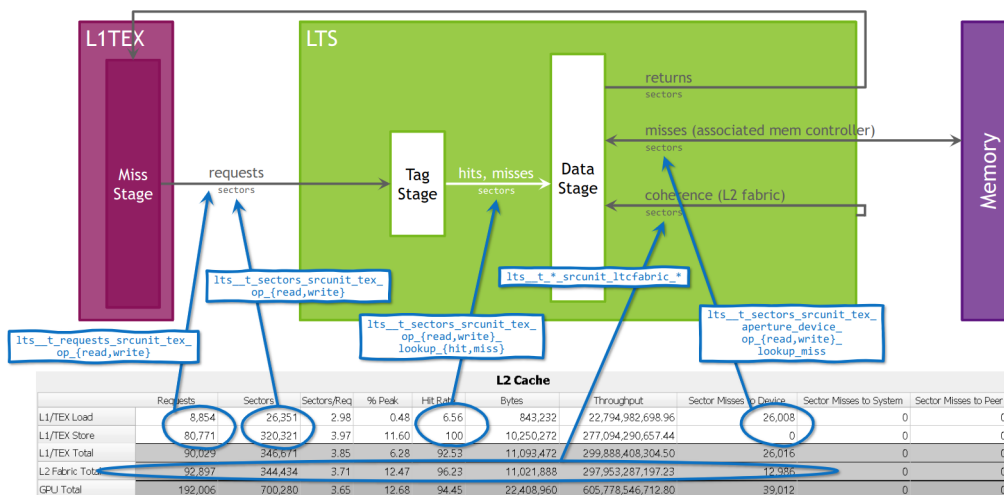 L1TEX
LTS
returns
sectors
misses (associated mem controller)
sectors
Memory
Miss
Stage
requests
sectors
Tag
Stage
hits, misses
sectors
Data
Stage
coherence (L2 fabric)
sectors
lts__t_sectors_srcunit_tex_
op_{read,write}
lts__t_*_srcunit_ltcfabric_*
lts__t_requests_srcunit_tex_
op_{read,write}
lts__t_sectors_srcunit_tex_
op_{read,write}_
lookup_{hit,miss}
lts__t_sectors_srcunit_tex_
aperture_device_
op_{read,write}_
lookup_miss
L2 Cache
Requests Sectors Sectors/Req % Peak Hit Rate Bytes Throughput Sector Misses to Device Sector Misses to System Sector Misses to Peer
L1/TEX Load 8,854 26,351 2.98 0.48 6.56 843,232 22,794,982,698.96 26,008 0 0
L1/TEX Store 80,771 320,321 3.97 11.60 100 10,250,272 277,094,290,657.44 0 0 0
L1/TEX Total 90,029 346,671 3.85 6.28 92.53 11,093,472 299,888,408,304.50 26,016 0 0
L2 Fabric Total 92,897 344,434 3.71 12.47 96.23 11,021,888 297,953,287,197.23 12,986 0 0
GPU Total 192,006 700,280 3.65 12.68 94.45 22,408,960 605,778,546,712.80 39,012 0 0